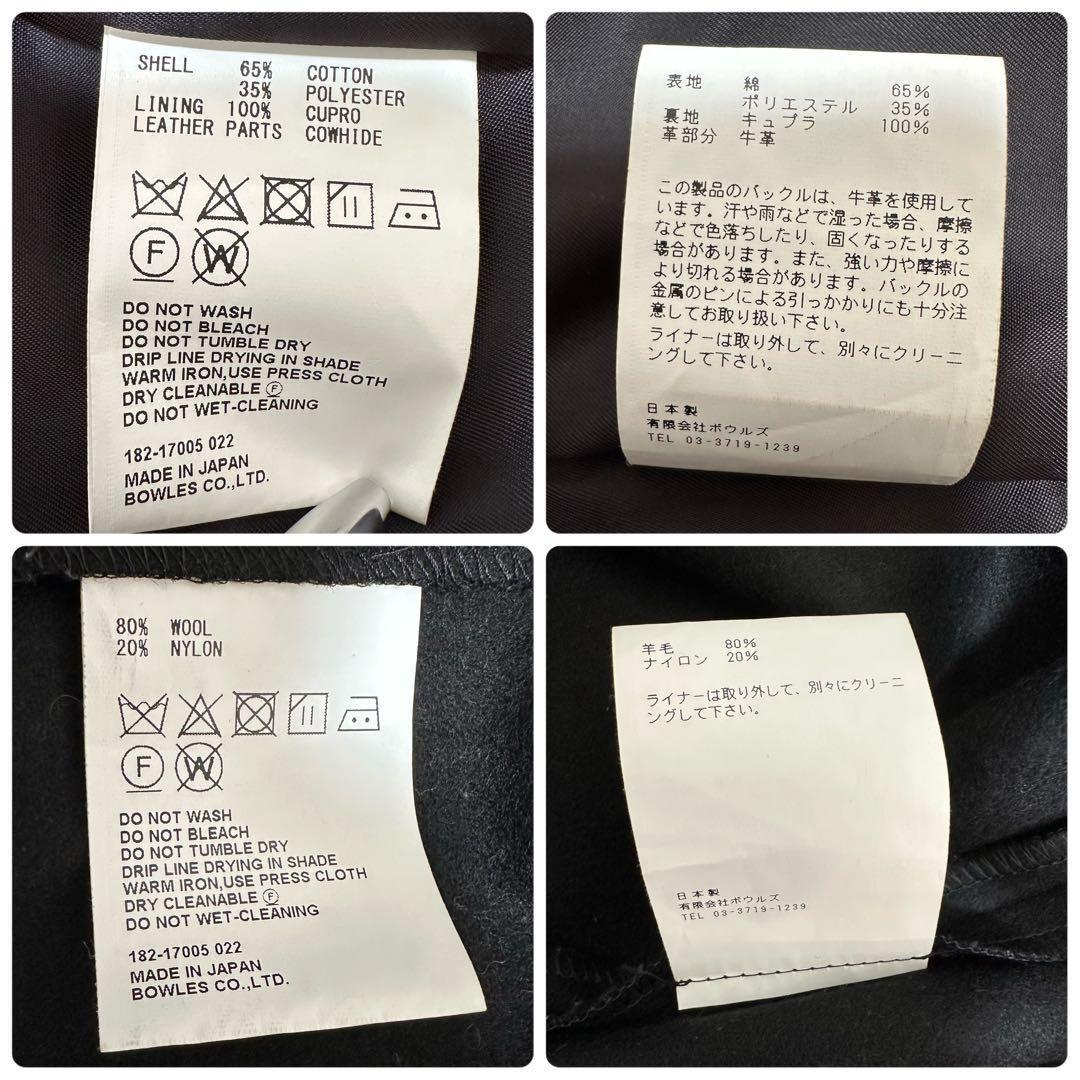 SHELL 65% COTTON
35% POLYESTER
LINING 100% CUPRO
LEATHER PARTS COWHIDE
F W
DO NOT WASH
DO NOT BLEACH
DO NOT TUMBLE DRY
DRIP LINE DRYING IN SHADE
WARM IRON,USE PRESS CLOTH
DRY CLEANABLE Ⓕ
DO NOT WET-CLEANING
182-17005 022
MADE IN JAPAN
BOWLES CO.,LTD.
表地 綿 65%
ポリエステル 35%
裏地 キュプラ 100%
革部分 牛革
この製品のバックルは、牛革を使用して
います。汗や雨などで湿った場合、摩擦
などで色落ちしたり、固くなったりする
場合があります。また、強い力や摩擦に
より切れる場合があります。バックルの
金属のピンによる引っかかりにも十分注
意してお取り扱い下さい。
ライナーは取り外して、別々にクリーニ
ングして下さい。
日本製
有限会社ボウルズ
TEL 03-3719-1239
80% WOOL
20% NYLON
F W
DO NOT WASH
DO NOT BLEACH
DO NOT TUMBLE DRY
DRIP LINE DRYING IN SHADE
WARM IRON,USE PRESS CLOTH
DRY CLEANABLE Ⓕ
DO NOT WET-CLEANING
182-17005 022
MADE IN JAPAN
BOWLES CO.,LTD.
羊毛 80%
ナイロン 20%
ライナーは取り外して、別々にクリーニ
ングして下さい。
日本製
有限会社ボウルズ
TEL 03-3719-1239